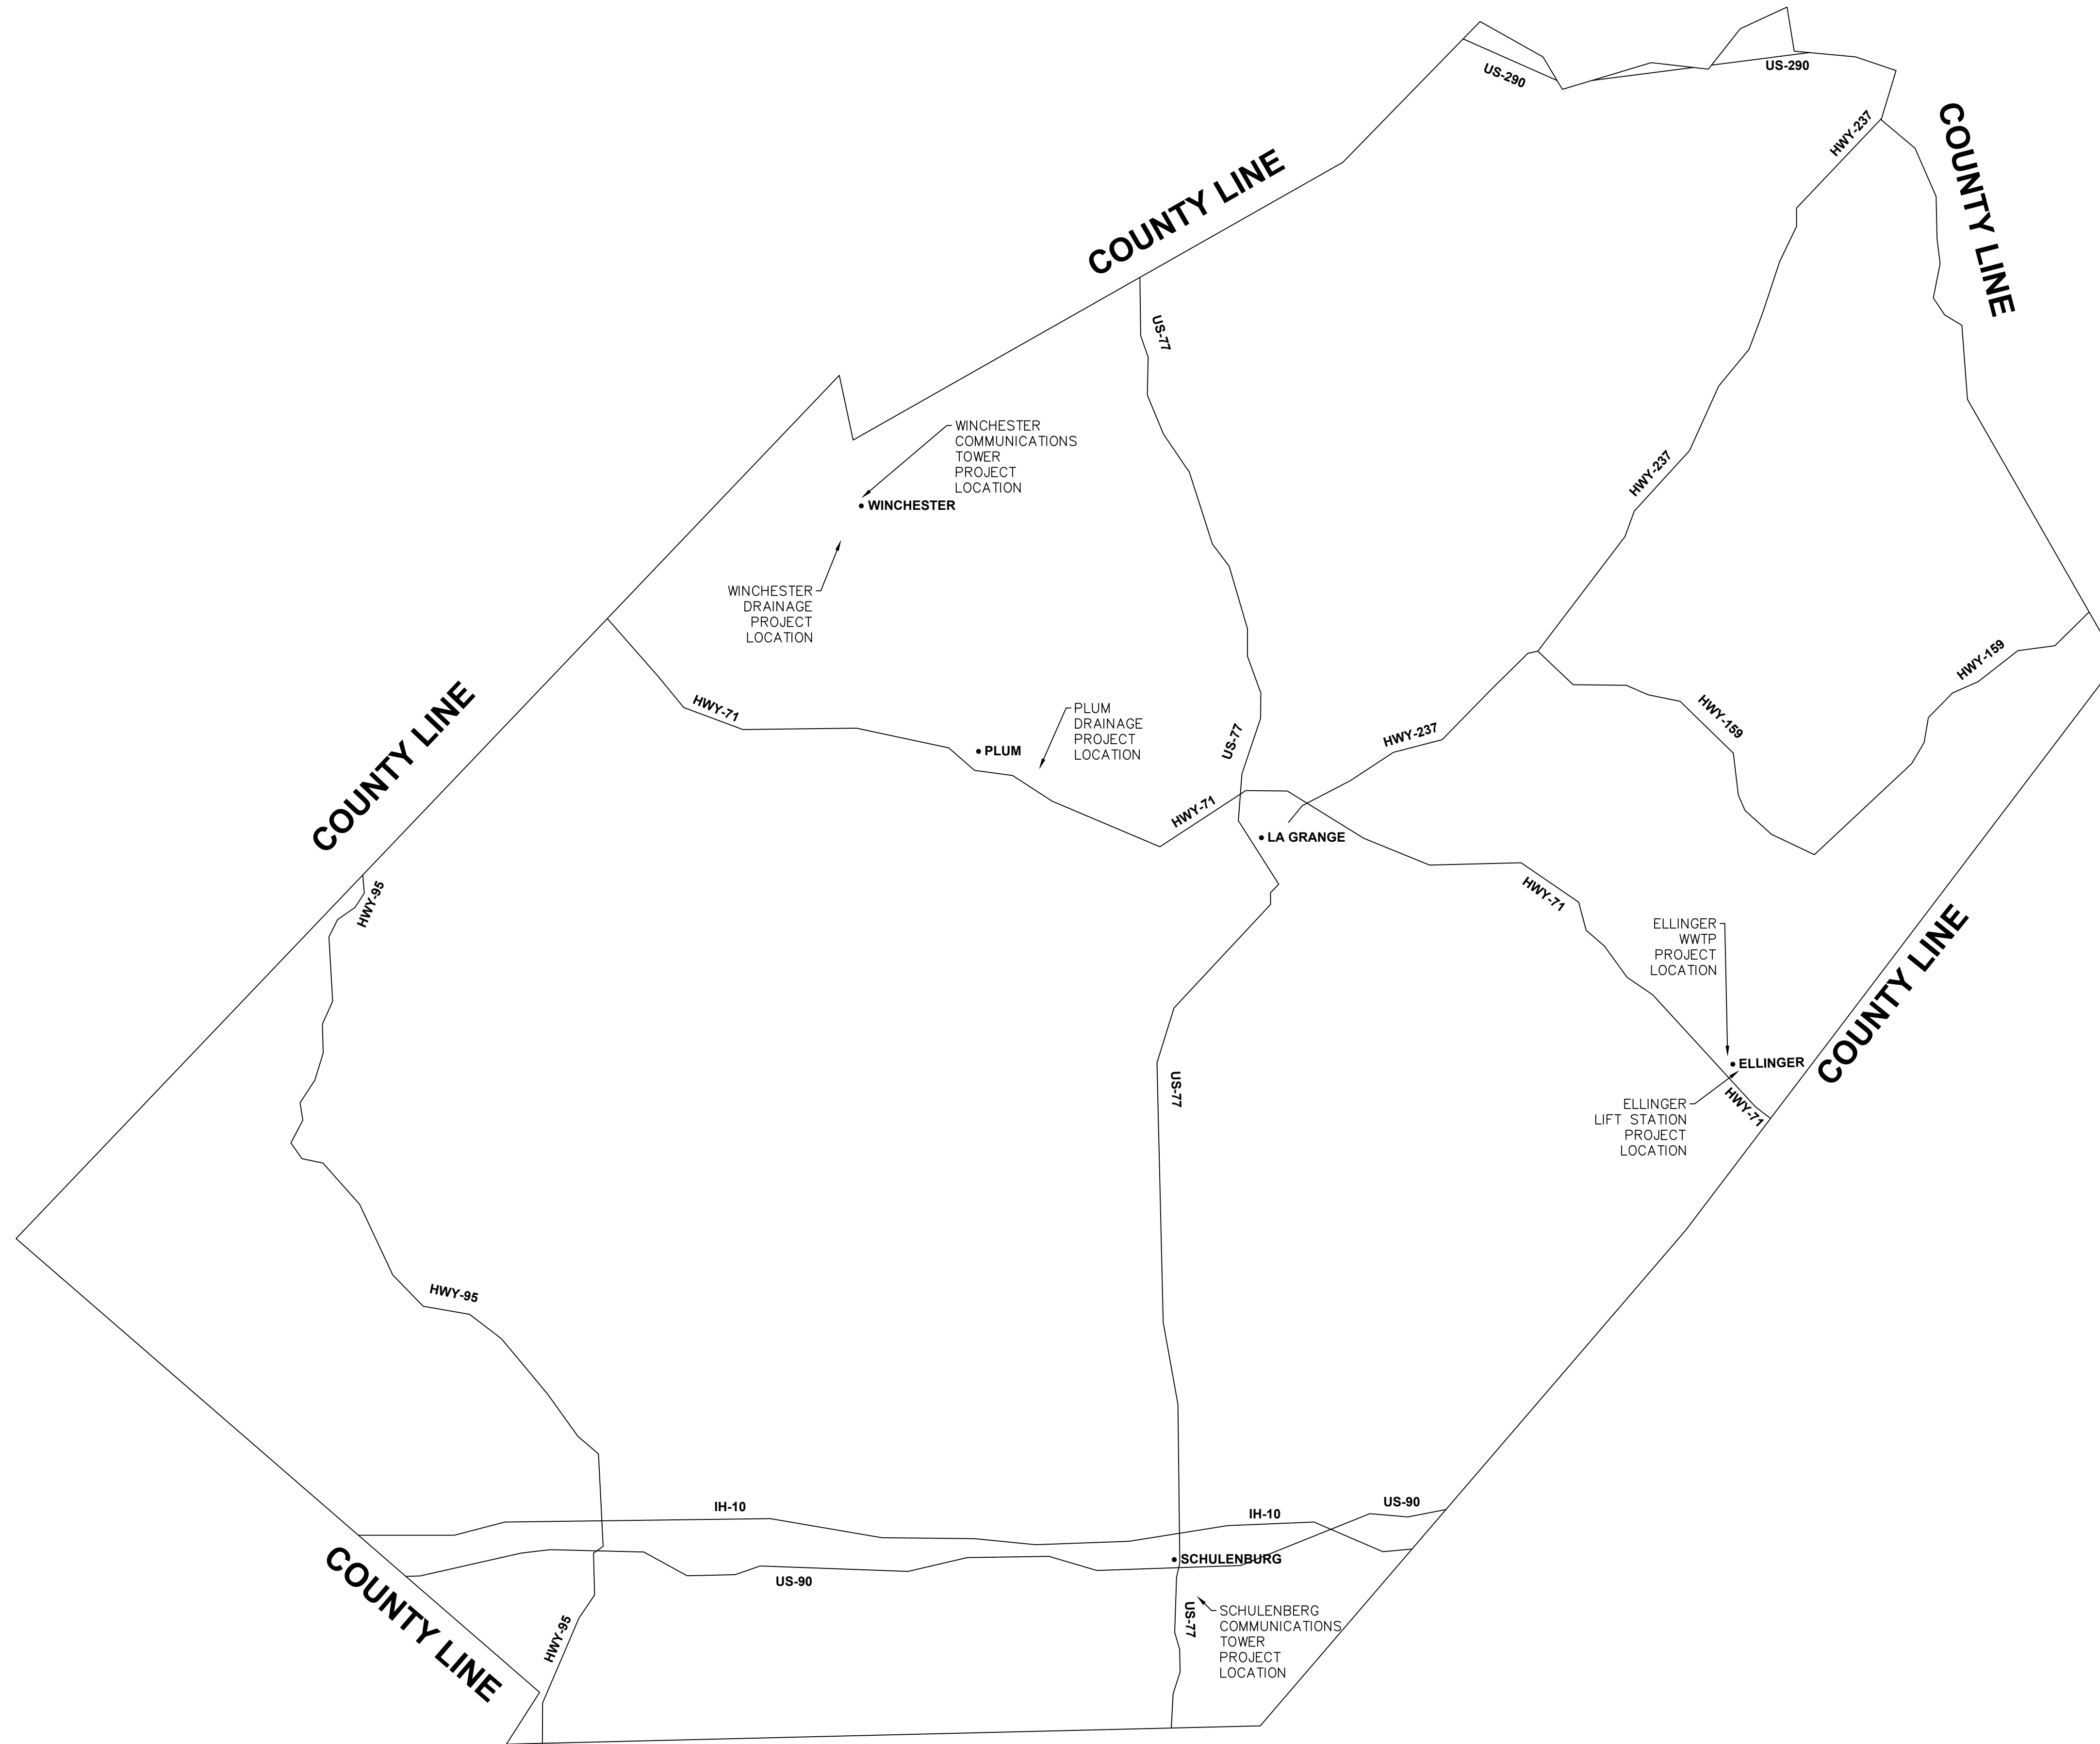 US-290
US-290
HWY-237
COUNTY LINE
COUNTY LINE
US-77
WINCHESTER
COMMUNICATIONS
TOWER
PROJECT
LOCATION
WINCHESTER
HWY-237
WINCHESTER
DRAINAGE
PROJECT
LOCATION
HWY-159
HWY-71
PLUM
DRAINAGE
PROJECT
LOCATION
HWY-159
US-77
HWY-237
PLUM
COUNTY LINE
HWY-71
LA GRANGE
HWY-95
HWY-71
ELLINGER
WWTP
PROJECT
LOCATION
COUNTY LINE
ELLINGER
US-77
ELLINGER
LIFT STATION
PROJECT
LOCATION
HWY-71
HWY-95
IH-10
US-90
IH-10
SCHULENBURG
US-90
COUNTY LINE
HWY-95
US-77
SCHULENBERG
COMMUNICATIONS
TOWER
PROJECT
LOCATION